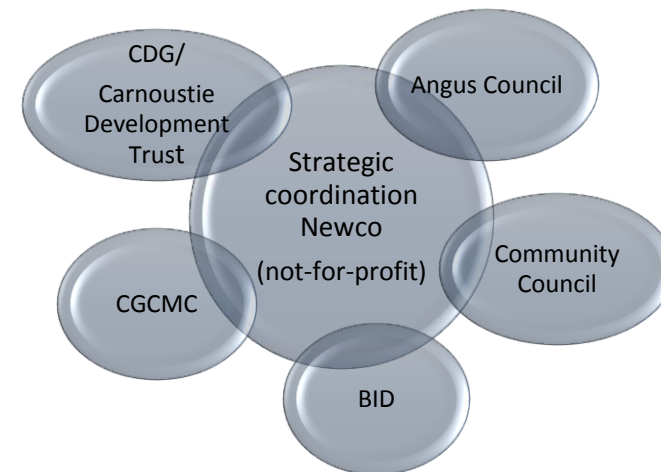 CDG/
Carnoustie
Development
Trust
Angus Council
Strategic
coordination
Newco
(not-for-profit)
Community
Council
CGCMC
BID